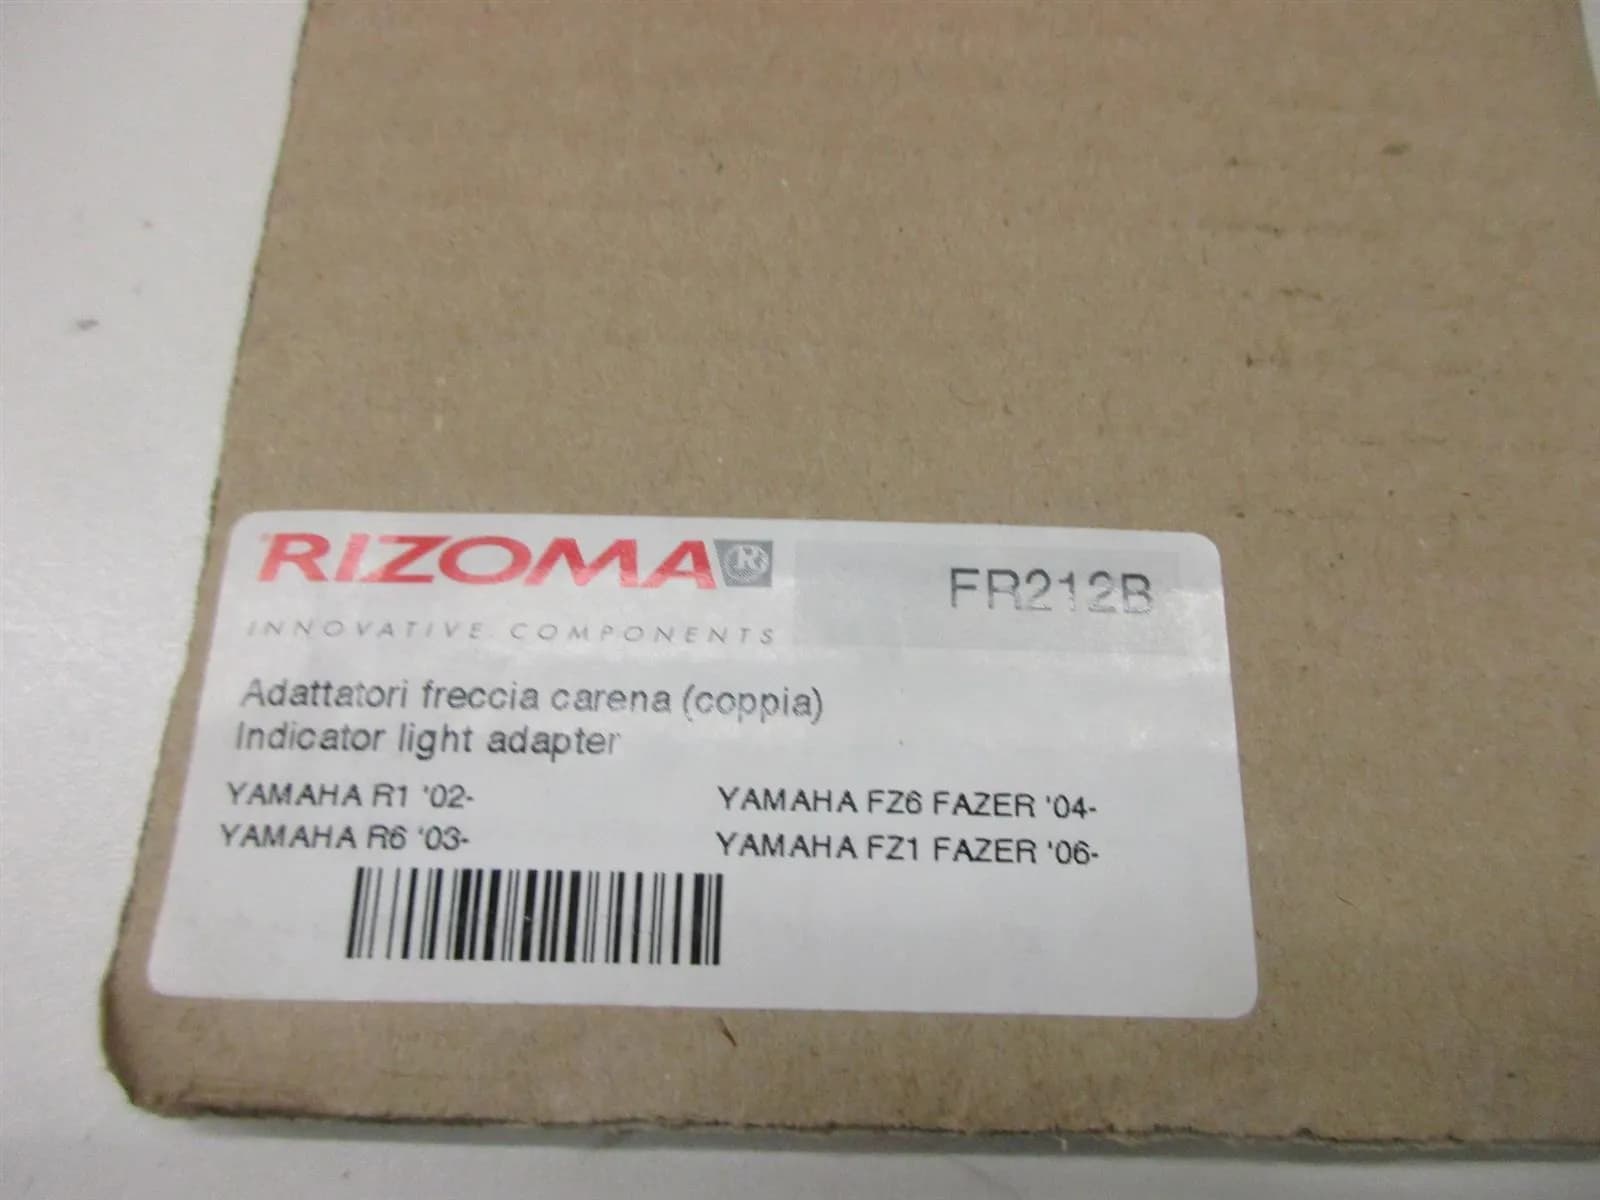 RIZOMA R
FR212B
INNOVATIVE COMPONENTS
Adattatori freccia carena (coppia)
Indicator light adapter
YAMAHA R1 '02-
YAMAHA R6 '03-
YAMAHA FZ6 FAZER '04-
YAMAHA FZ1 FAZER '06-